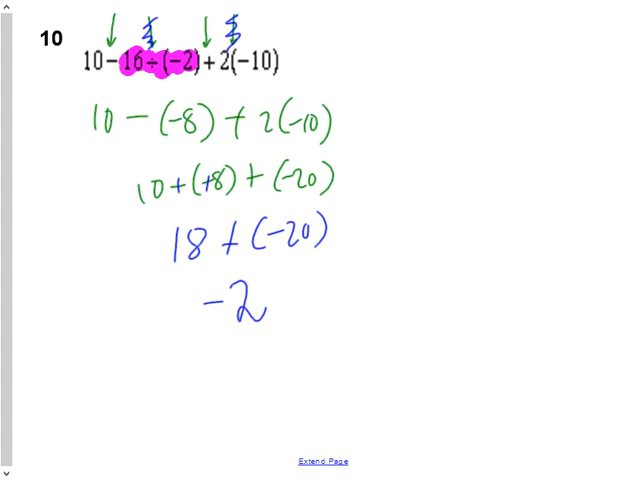 10
10 − 16 ÷ (−2) + 2(−10)
10 − (−8) + 2(−10)
10 + (+8) + (−20)
18 + (−20)
−2
Extend Page